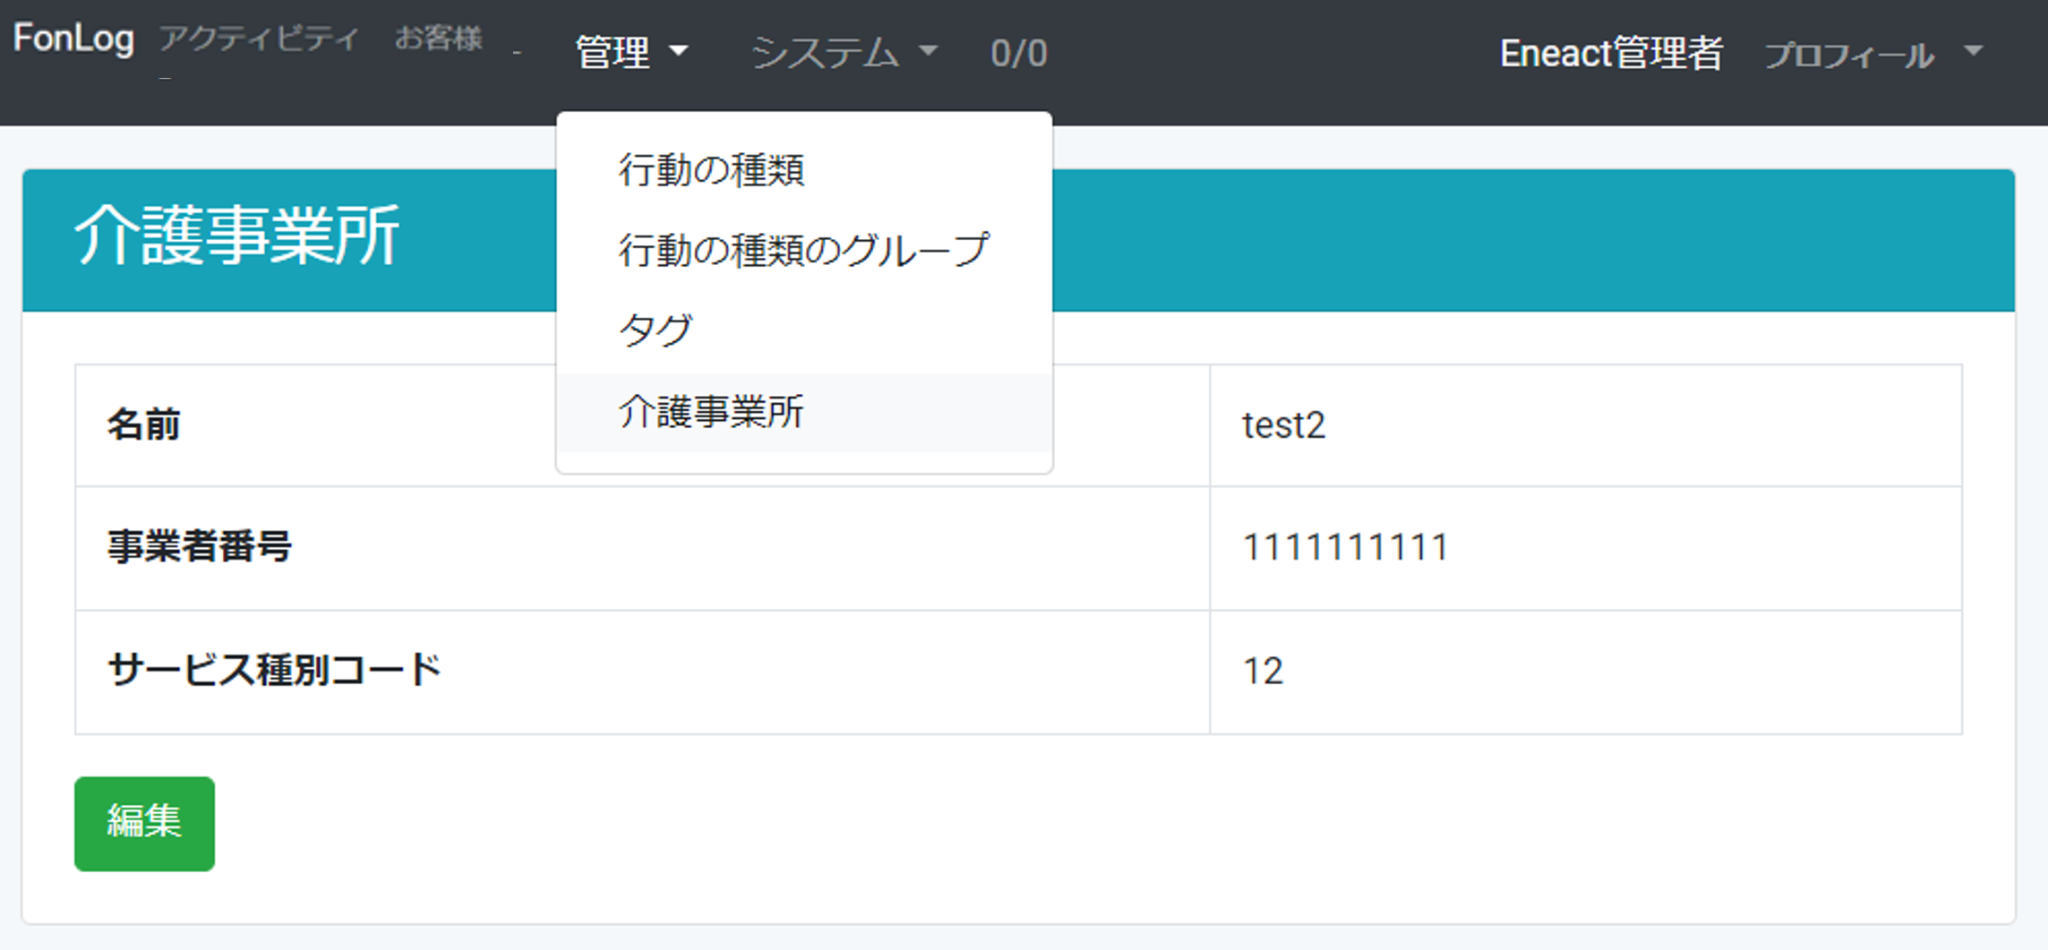 FonLog アクティビティ お客様 管理 システム 0/0 Eneact管理者 プロフィール
行動の種類
行動の種類のグループ
タグ
介護事業所
介護事業所
名前 test2
事業者番号 1111111111
サービス種別コード 12
編集